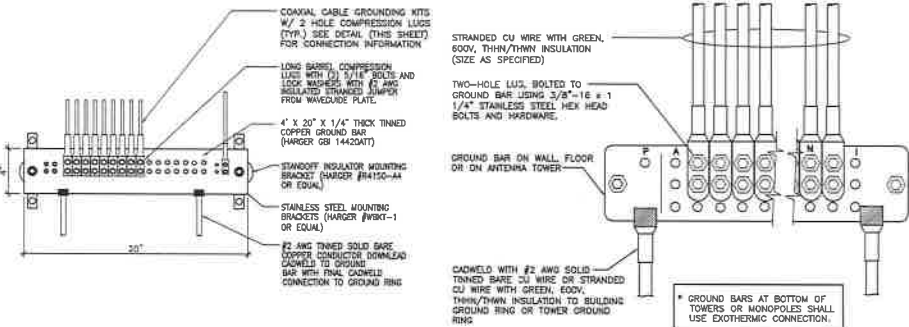 COAXIAL CABLE GROUNDING KITS
W/ 2 HOLE COMPRESSION LUGS
(TYP.) SEE DETAIL (THIS SHEET)
FOR CONNECTION INFORMATION
LONG BARREL COMPRESSION
LUGS WITH (2) 5/16" BOLTS AND
LOCK WASHERS WITH #2 AWG
INSULATED STRANDED JUMPER
FROM WAVEGUIDE PLATE.
4' X 20" X 1/4" THICK TINNED
COPPER GROUND BAR
(HARGER GBI 14420ATT)
STANDOFF INSULATOR MOUNTING
BRACKET (HARGER #R4150-A4
OR EQUAL)
STAINLESS STEEL MOUNTING
BRACKETS (HARGER #WBKT-1
OR EQUAL)
#2 AWG TINNED SOLID BARE
COPPER CONDUCTOR DOWNLEAD
CADWELD TO GROUND
BAR WITH FINAL CADWELD
CONNECTION TO GROUND RING
4"
20"
STRANDED CU WIRE WITH GREEN,
600V, THHN/THWN INSULATION
(SIZE AS SPECIFIED)
TWO-HOLE LUG, BOLTED TO
GROUND BAR USING 3/8"-16 x 1
1/4" STAINLESS STEEL HEX HEAD
BOLTS AND HARDWARE.
GROUND BAR ON WALL, FLOOR
OR ON ANTENNA TOWER
P A N I
CADWELD WITH #2 AWG SOLID
TINNED BARE CU WIRE OR STRANDED
CU WIRE WITH GREEN, 600V,
THHN/THWN INSULATION TO BUILDING
GROUND RING OR TOWER GROUND
RING
* GROUND BARS AT BOTTOM OF
TOWERS OR MONOPOLES SHALL
USE EXOTHERMIC CONNECTION.